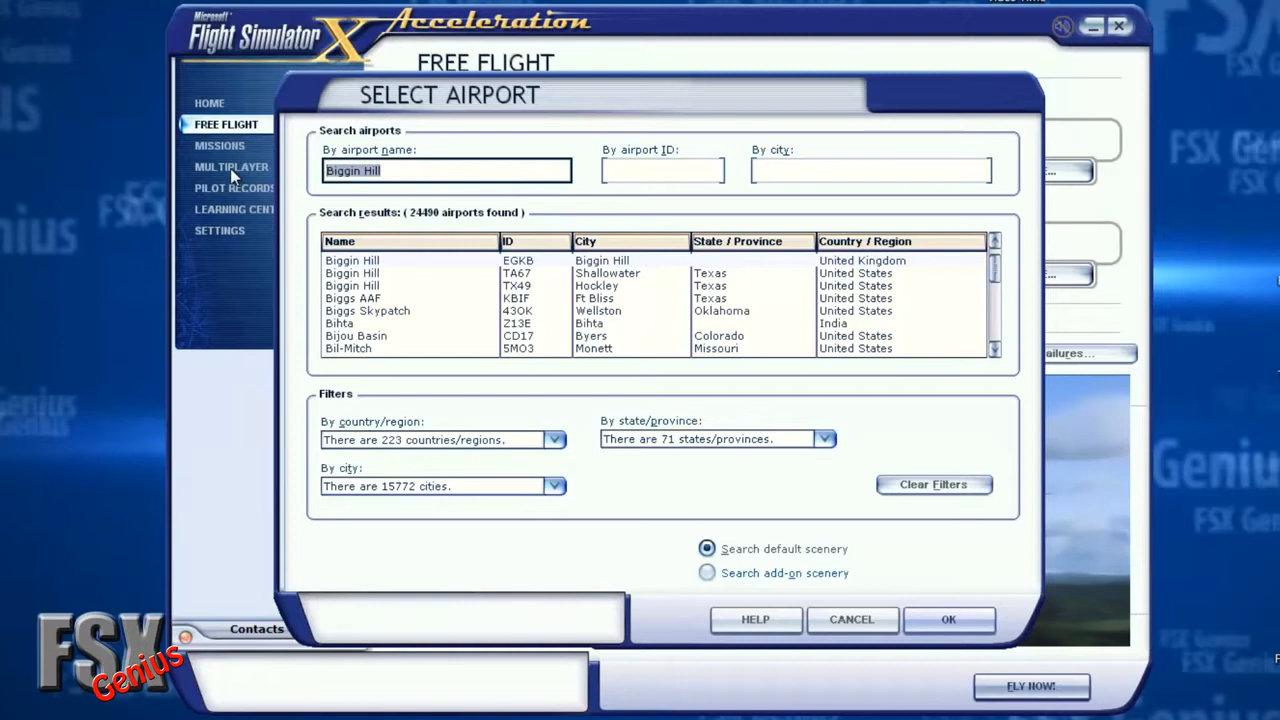 Microsoft
Flight Simulator X
Acceleration
FREE FLIGHT
SELECT AIRPORT
HOME
FREE FLIGHT
MISSIONS
MULTIPLAYER
PILOT RECORDS
LEARNING CENT
SETTINGS
Search airports
By airport name:
By airport ID:
By city:
Biggin Hill
Search results: ( 24490 airports found )
Name ID City State / Province Country / Region
Biggin Hill EGKB Biggin Hill United Kingdom
Biggin Hill TA67 Shallowater Texas United States
Biggin Hill TX49 Hockley Texas United States
Biggs AAF KBIF Ft Bliss Texas United States
Biggs Skypatch 43OK Wellston Oklahoma United States
Bihta Z13E Bihta India
Bijou Basin CD17 Byers Colorado United States
Bil-Mitch 5MO3 Monett Missouri United States
ailures...
Filters
By country/region:
By state/province:
There are 223 countries/regions.
There are 71 states/provinces.
By city:
There are 15772 cities.
Clear Filters
Search default scenery
Search add-on scenery
HELP
CANCEL
OK
Contacts
FLY NOW!
FSX
Genius